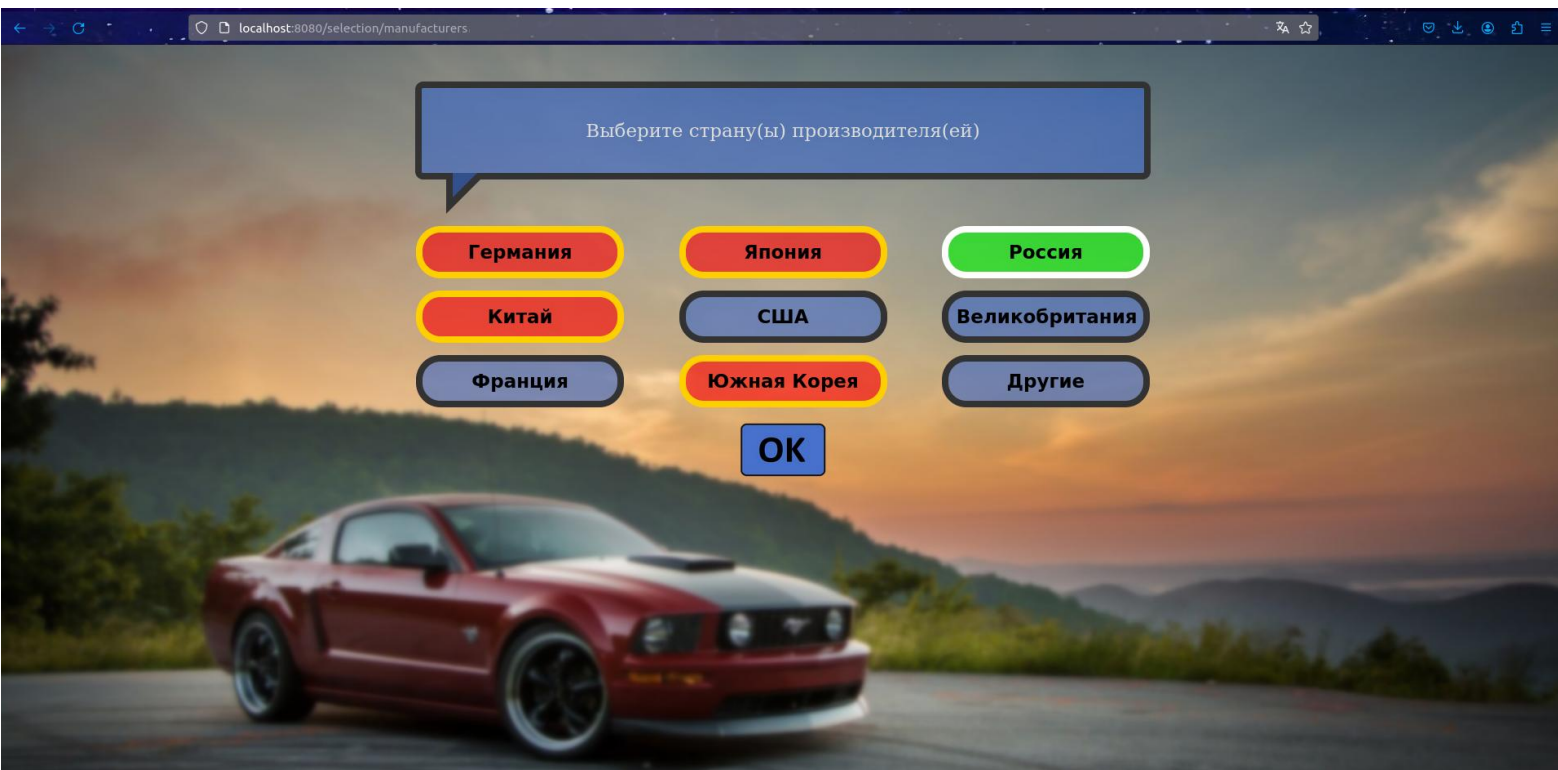 localhost:8080/selection/manufacturers
Выберите страну(ы) производителя(ей)
Германия
Япония
Россия
Китай
США
Великобритания
Франция
Южная Корея
Другие
OK